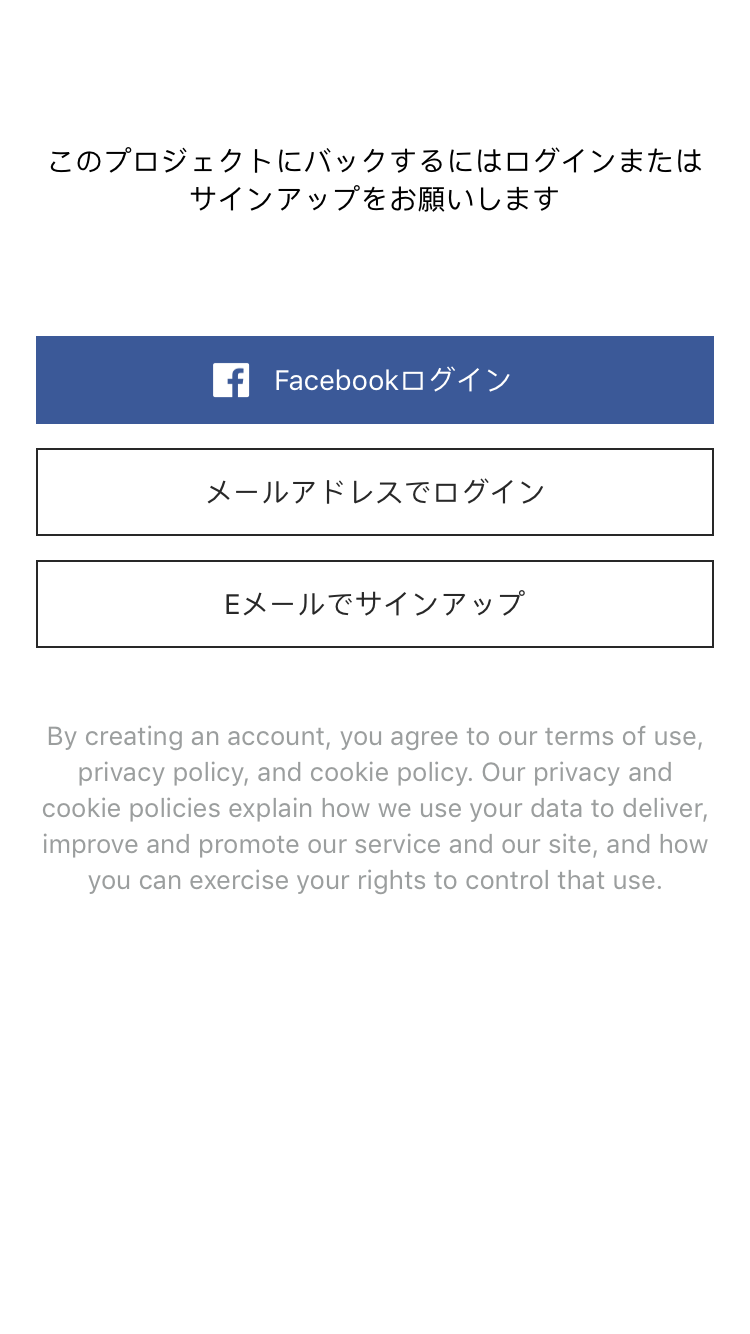 このプロジェクトにバックするにはログインまたは
サインアップをお願いします
Facebookログイン
メールアドレスでログイン
Eメールでサインアップ
By creating an account, you agree to our terms of use,
privacy policy, and cookie policy. Our privacy and
cookie policies explain how we use your data to deliver,
improve and promote our service and our site, and how
you can exercise your rights to control that use.